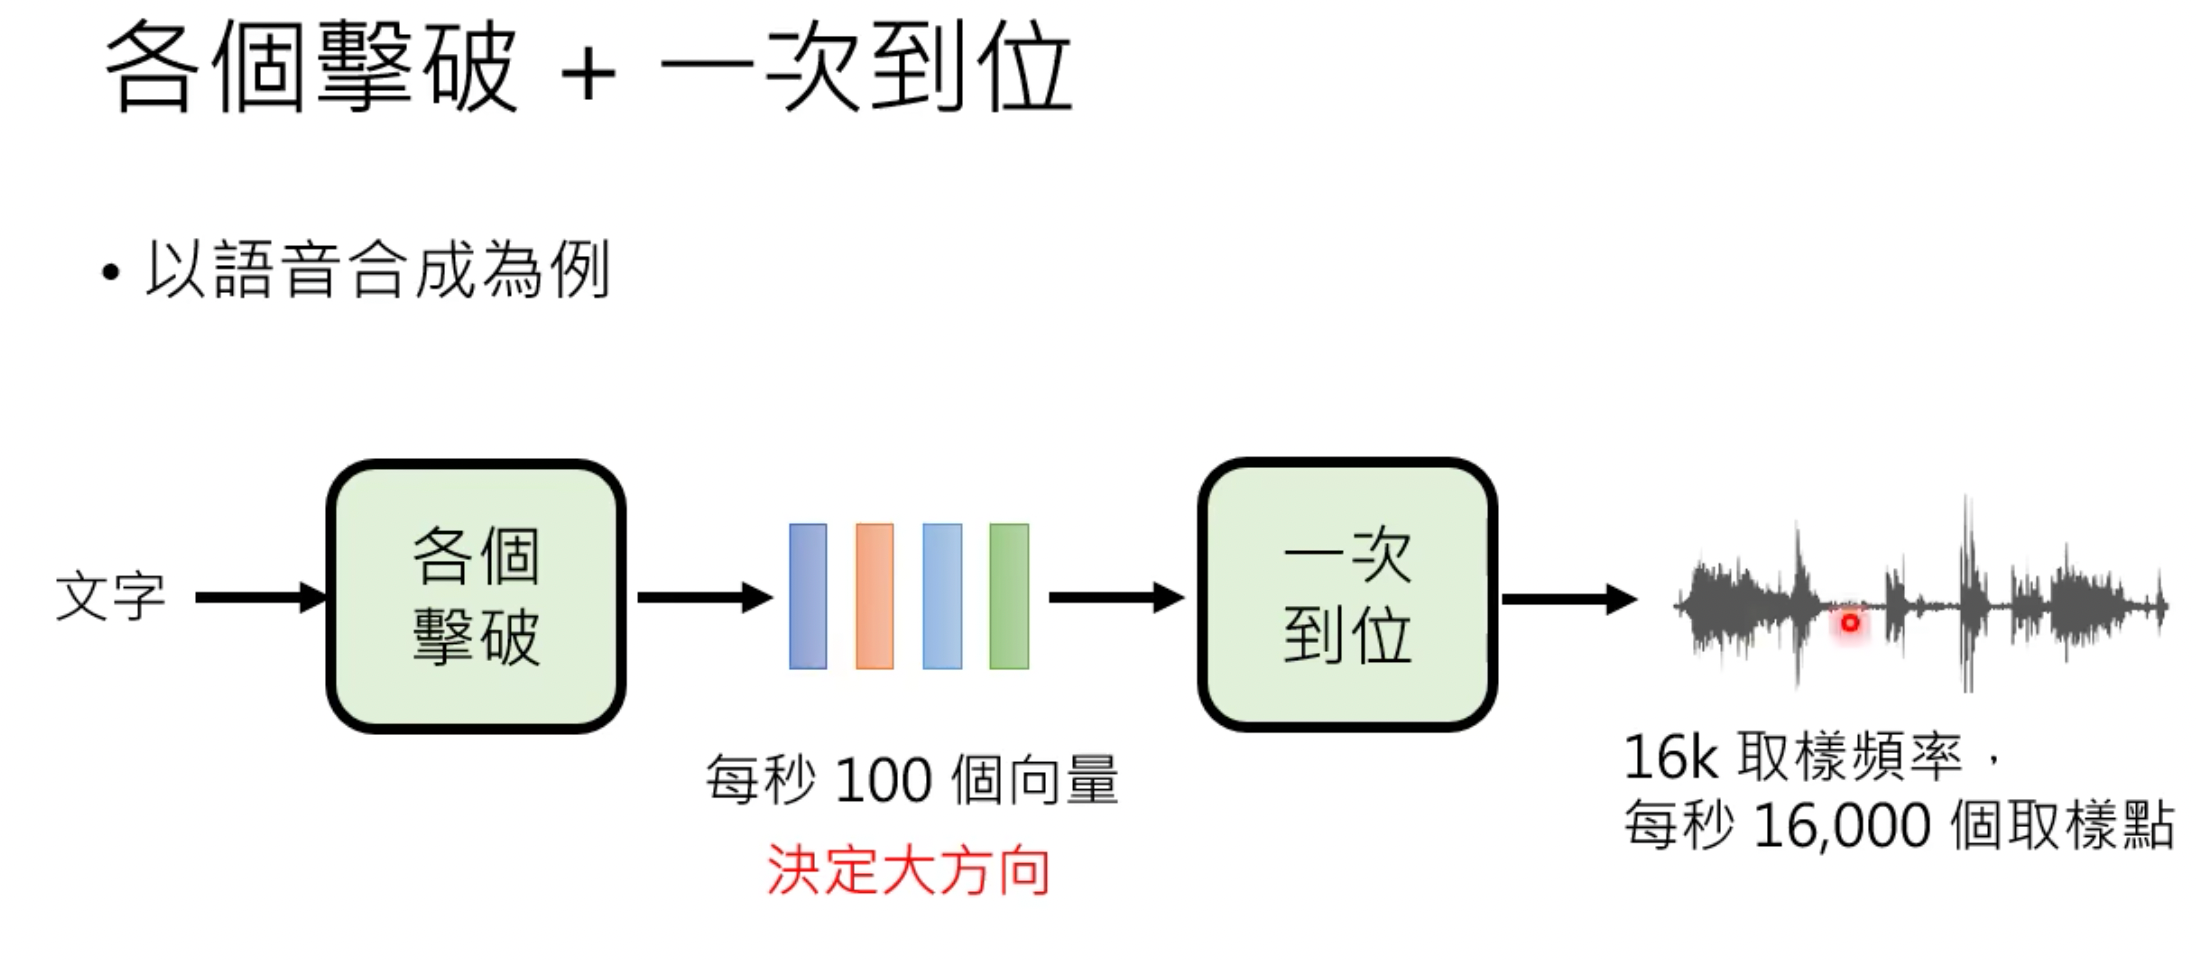 各個擊破 + 一次到位
• 以語音合成為例
文字
各個
擊破
一次
到位
每秒 100 個向量
決定大方向
16k 取樣頻率，
每秒 16,000 個取樣點